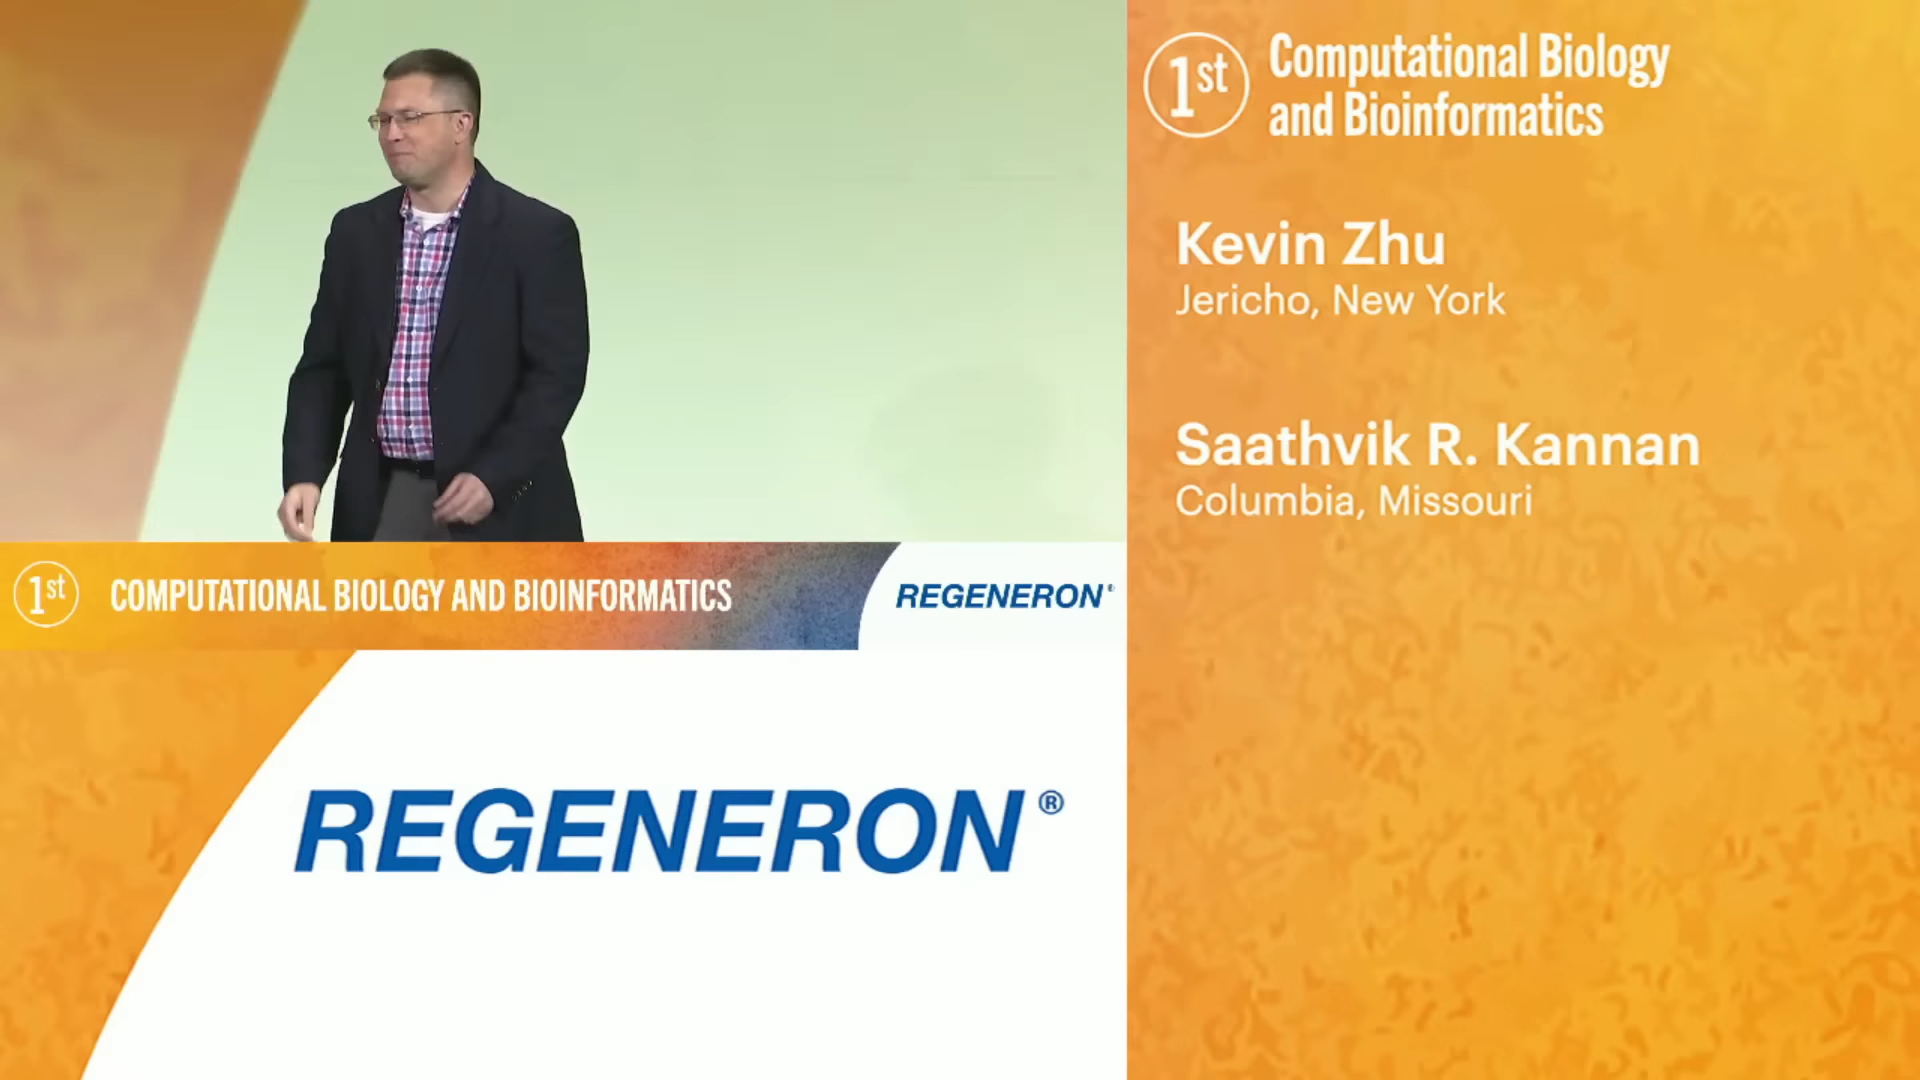 1st
Computational Biology
and Bioinformatics
Kevin Zhu
Jericho, New York
Saathvik R. Kannan
Columbia, Missouri
1st COMPUTATIONAL BIOLOGY AND BIOINFORMATICS
REGENERON®
REGENERON®